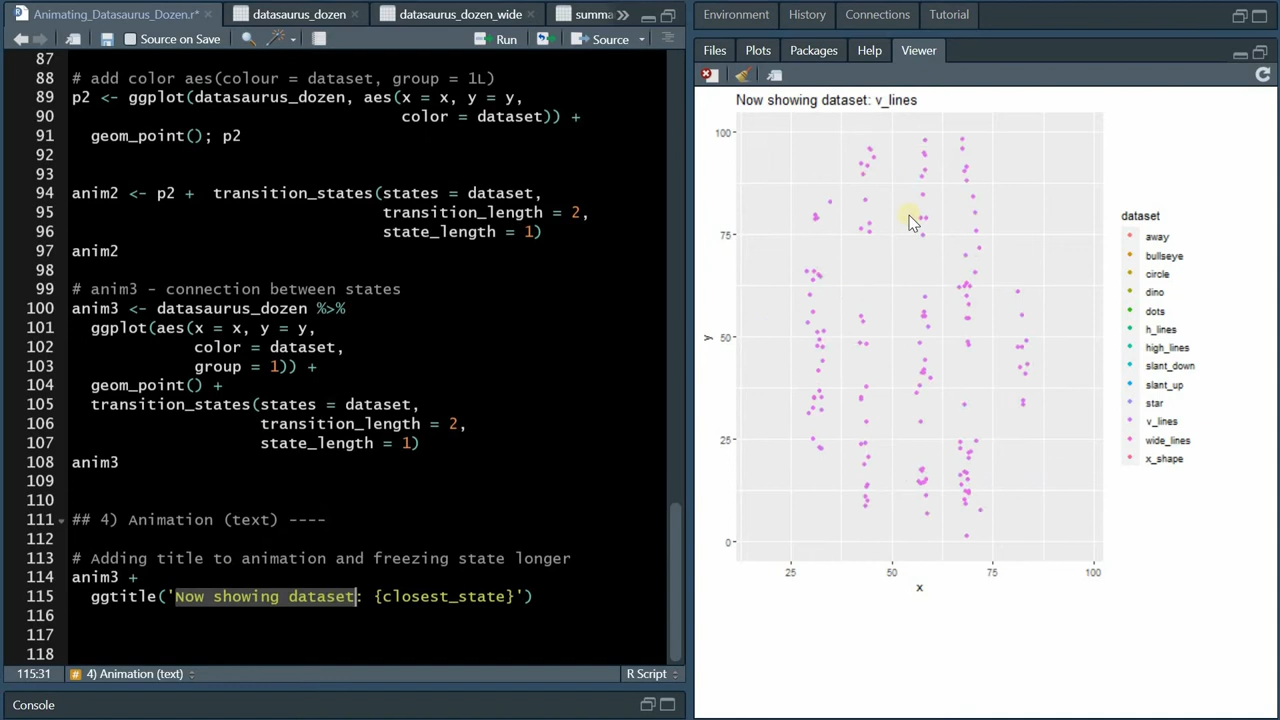 Animating_Datasaurus_Dozen.r*
datasaurus_dozen
datasaurus_dozen_wide
summa
Source on Save
Run
Source
87
88 # add color aes(colour = dataset, group = 1L)
89 p2 <- ggplot(datasaurus_dozen, aes(x = x, y = y,
90 color = dataset)) +
91 geom_point(); p2
92
93
94 anim2 <- p2 + transition_states(states = dataset,
95 transition_length = 2,
96 state_length = 1)
97 anim2
98
99 # anim3 - connection between states
100 anim3 <- datasaurus_dozen %>%
101 ggplot(aes(x = x, y = y,
102 color = dataset,
103 group = 1)) +
104 geom_point() +
105 transition_states(states = dataset,
106 transition_length = 2,
107 state_length = 1)
108 anim3
109
110
111 ## 4) Animation (text) ----
112
113 # Adding title to animation and freezing state longer
114 anim3 +
115 ggtitle('Now showing dataset: {closest_state}')
116
117
118
115:31
4) Animation (text)
R Script
Console
Environment
History
Connections
Tutorial
Files
Plots
Packages
Help
Viewer
Now showing dataset: v_lines
100
75
50
25
0
y
25
50
75
100
x
dataset
away
bullseye
circle
dino
dots
h_lines
high_lines
slant_down
slant_up
star
v_lines
wide_lines
x_shape